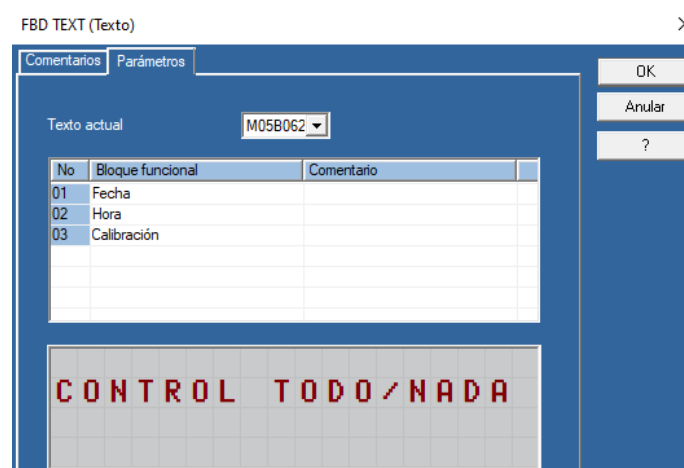 FBD TEXT (Texto)
Comentarios Parámetros
OK
Texto actual M05B062 Anular
?
No Bloque funcional Comentario
01 Fecha
02 Hora
03 Calibración
CONTROL TODO/NADA